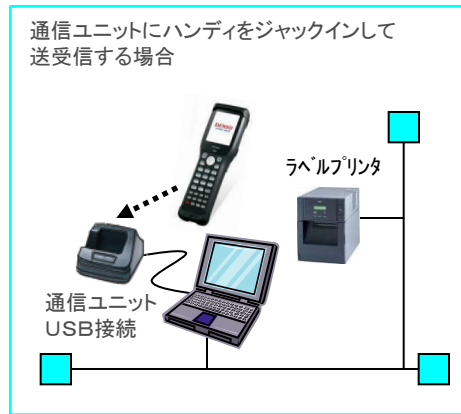 通信ユニットにハンディをジャックインして
送受信する場合
DENSO
ﾗﾍﾞﾙﾌﾟﾘﾝﾀ
通信ユニット
ＵＳＢ接続